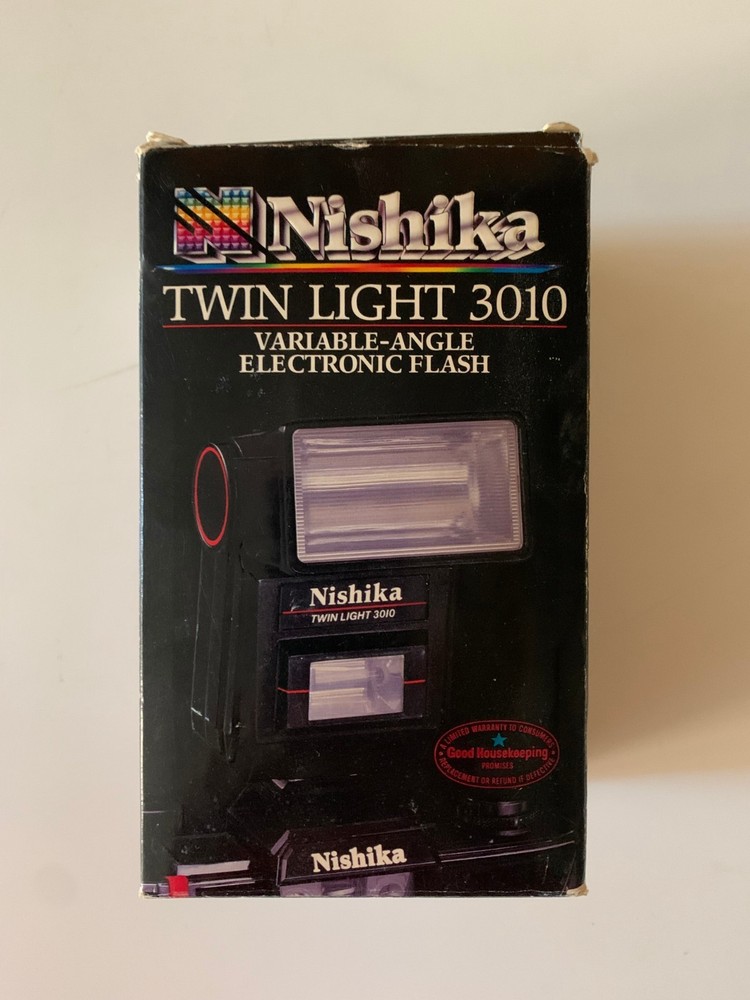 Nishika
TWIN LIGHT 3010
VARIABLE-ANGLE
ELECTRONIC FLASH
Nishika
TWIN LIGHT 3010
A LIMITED WARRANTY TO CONSUMERS
Good Housekeeping
PROMISES
REPLACEMENT OR REFUND IF DEFECTIVE
Nishika